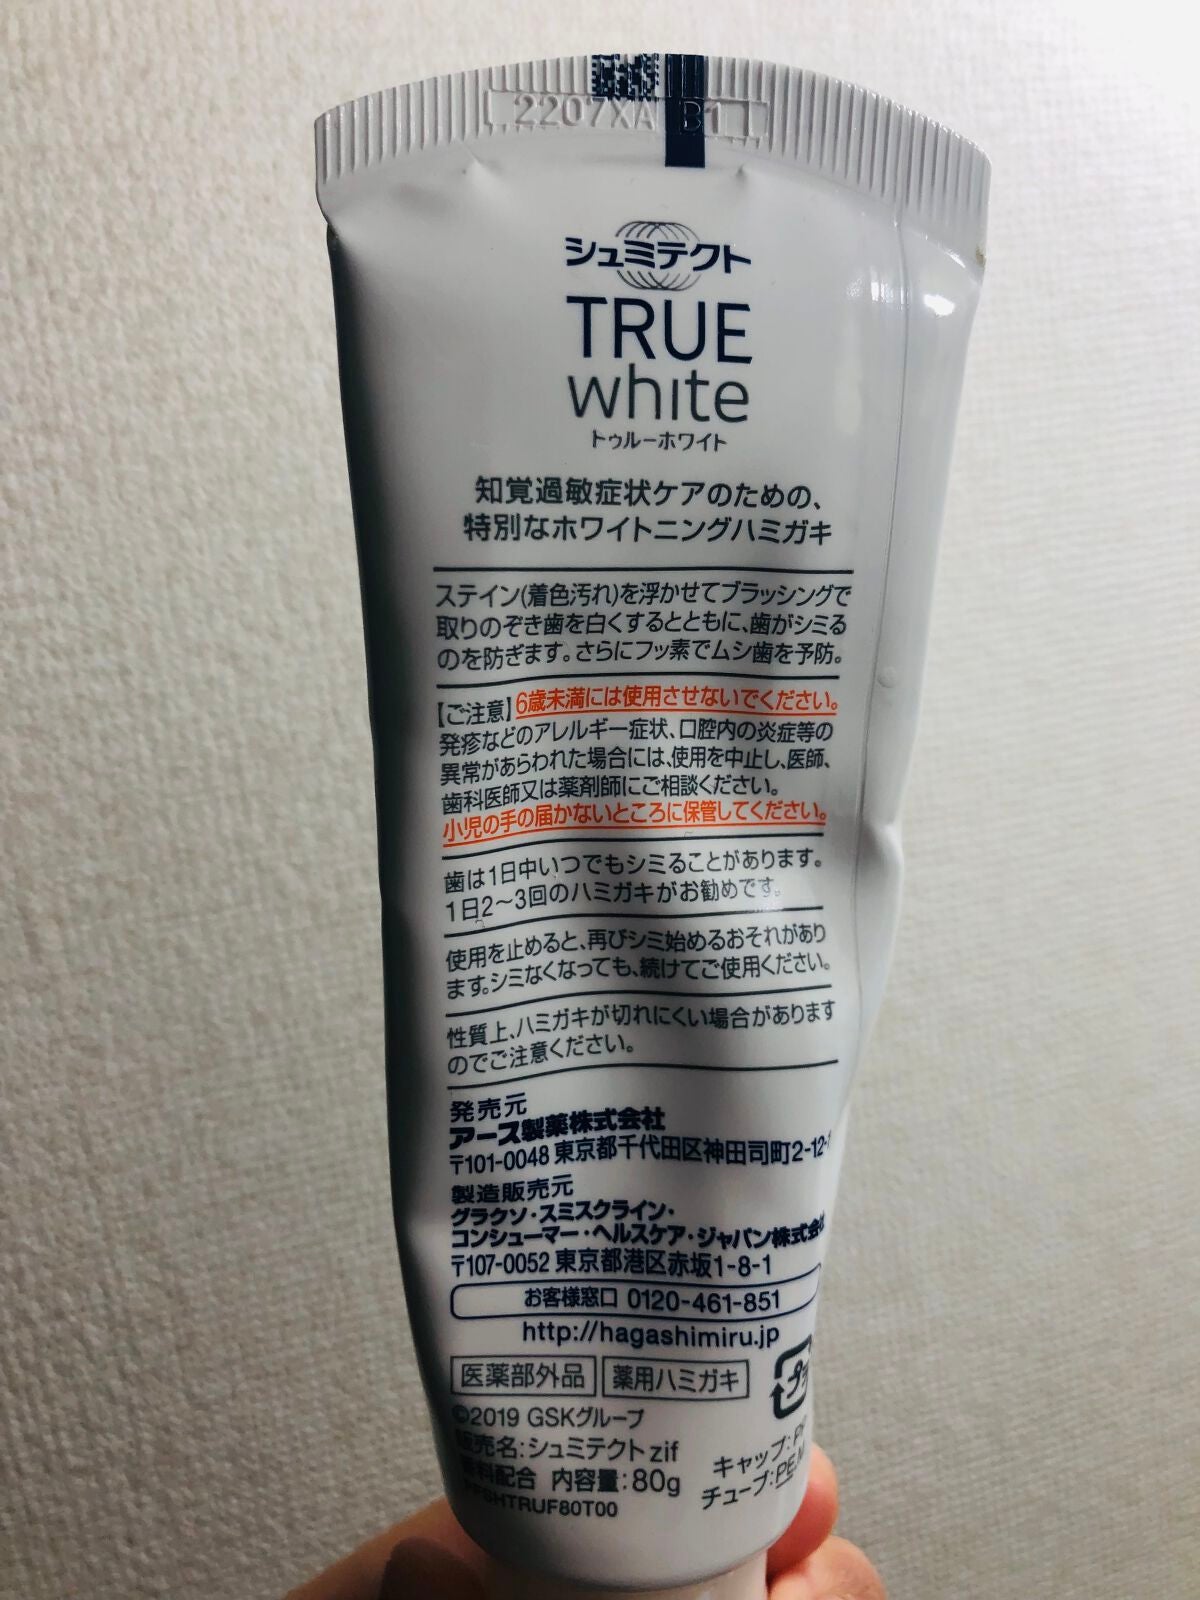 2207XA B1
シュミテクト
TRUE
white
トゥルーホワイト
知覚過敏症状ケアのための、
特別なホワイトニングハミガキ
ステイン(着色汚れ)を浮かせてブラッシングで
取りのぞき歯を白くするとともに、歯がシミる
のを防ぎます。さらにフッ素でムシ歯を予防。
【ご注意】6歳未満には使用させないでください。
発疹などのアレルギー症状、口腔内の炎症等の
異常があらわれた場合には、使用を中止し、医師、
歯科医師又は薬剤師にご相談ください。
小児の手の届かないところに保管してください。
歯は1日中いつでもシミることがあります。
1日2～3回のハミガキがお勧めです。
使用を止めると、再びシミ始めるおそれがあり
ます。シミなくなっても、続けてご使用ください。
性質上、ハミガキが切れにくい場合があります
のでご注意ください。
発売元
アース製薬株式会社
〒101-0048 東京都千代田区神田司町2-12-
製造販売元
グラクソ・スミスクライン・
コンシューマー・ヘルスケア・ジャパン株式会社
〒107-0052 東京都港区赤坂1-8-1
お客様窓口 0120-461-851
http://hagashimiru.jp
医薬部外品 薬用ハミガキ
プラ
©2019 GSKグループ
販売名:シュミテクトzif
香料配合 内容量:80g
キャップ:PP
チューブ:PE,M
SHTRUF80T00